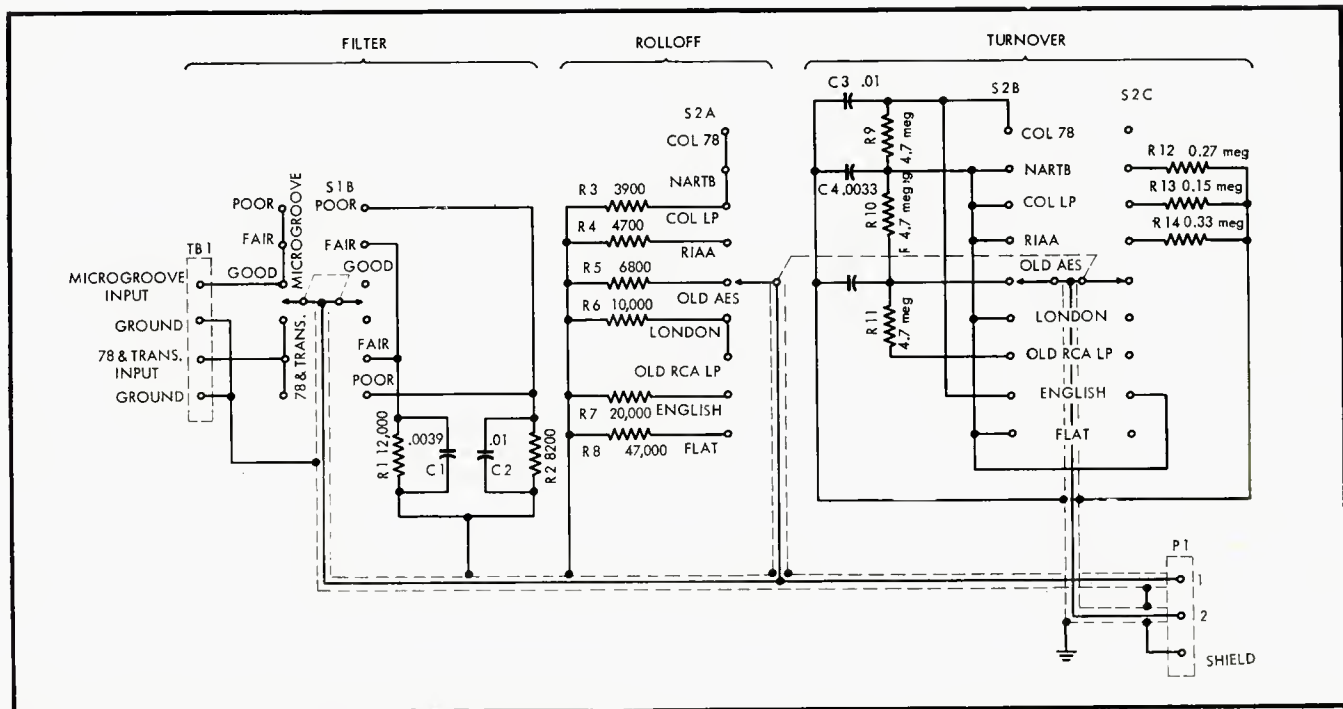 FILTER
ROLLOFF
TURNOVER
S2A
COL 78
NARTB
R3 3900 COL LP
R4 4700 RIAA
R5 6800 OLD AES
R6 10,000 LONDON
OLD RCA LP
R7 20,000 ENGLISH
R8 47,000 FLAT
TB1
MICROGROOVE INPUT
GROUND
78 & TRANS. INPUT
GROUND
POOR
FAIR
GOOD
MICROGROOVE
78 & TRANS.
S1B
POOR
FAIR
GOOD
FAIR
POOR
R1 12,000
.0039
C1
.01
C2
R2 8200
C3 .01
R9
4.7 meg
C4 .0033
R10
4.7 meg
R11
4.7 meg
S2B
COL 78
NARTB
COL LP
RIAA
OLD AES
LONDON
OLD RCA LP
ENGLISH
FLAT
S2C
R12 0.27 meg
R13 0.15 meg
R14 0.33 meg
P1
1
2
SHIELD